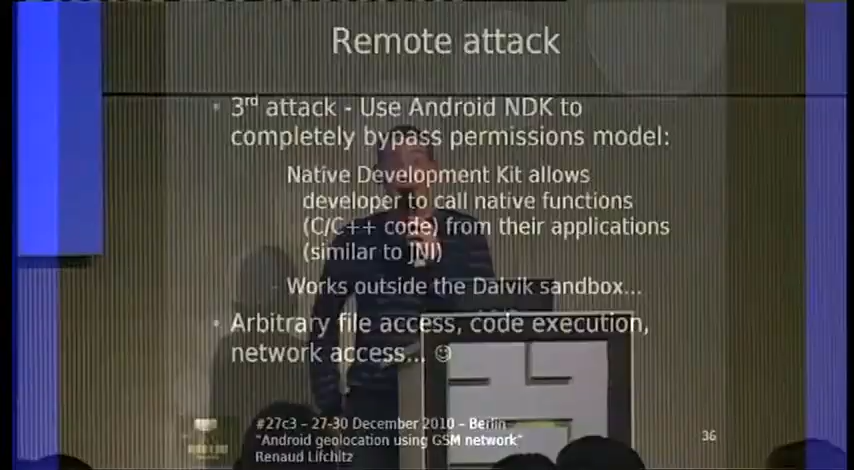 Remote attack
3rd attack - Use Android NDK to
completely bypass permissions model:
Native Development Kit allows
developer to call native functions
(C/C++ code) from their applications
(similar to JNI)
Works outside the Dalvik sandbox...
Arbitrary file access, code execution,
network access... ☺
#27c3 – 27-30 December 2010 – Berlin
"Android geolocation using GSM network"
Renaud Lifchitz
36